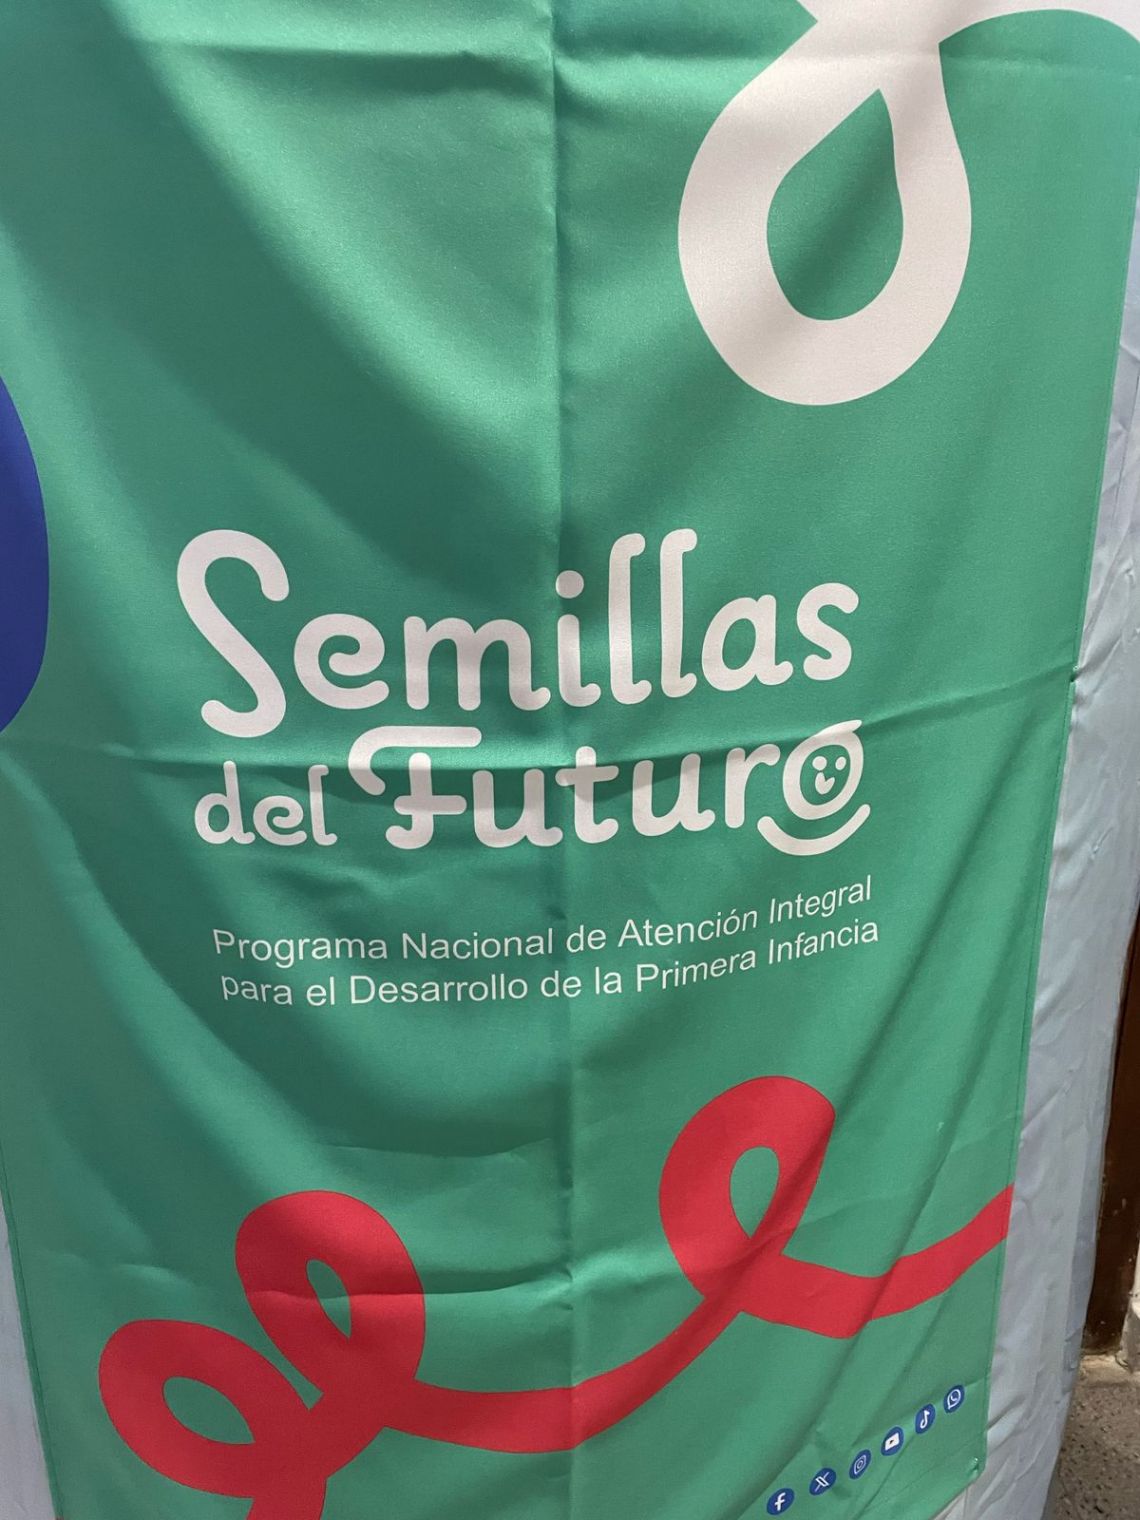 Semillas
del Futuro
Programa Nacional de Atención Integral
para el Desarrollo de la Primera Infancia